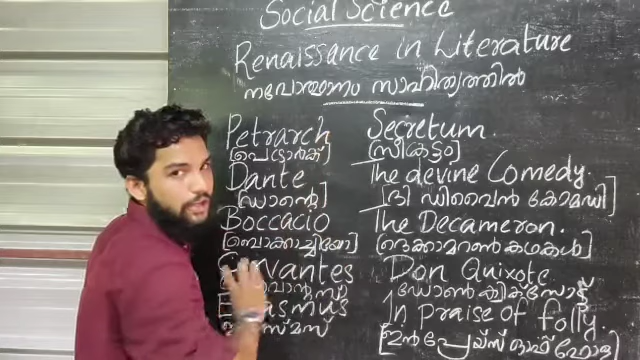 Social Science
Renaissance in Literature
നവോത്ഥാനം സാഹിത്യത്തിൽ
Petrarch Secretum.
[പെട്രാർക്ക്] [സീക്രട്ടം]
Dante The devine Comedy.
[ഡാന്റെ] [ദി ഡിവൈൻ കോമഡി]
Boccacio The Decameron.
[ബൊക്കാച്ചിയോ] [ദെക്കാമറൺ കഥകൾ]
Cervantes Don Quixote
ഡോൺ ക്വിക്സോട്ട്
Erasmus In praise of folly.
[ഇൻ പ്രേയ്സ് ഓഫ് ഫോളി